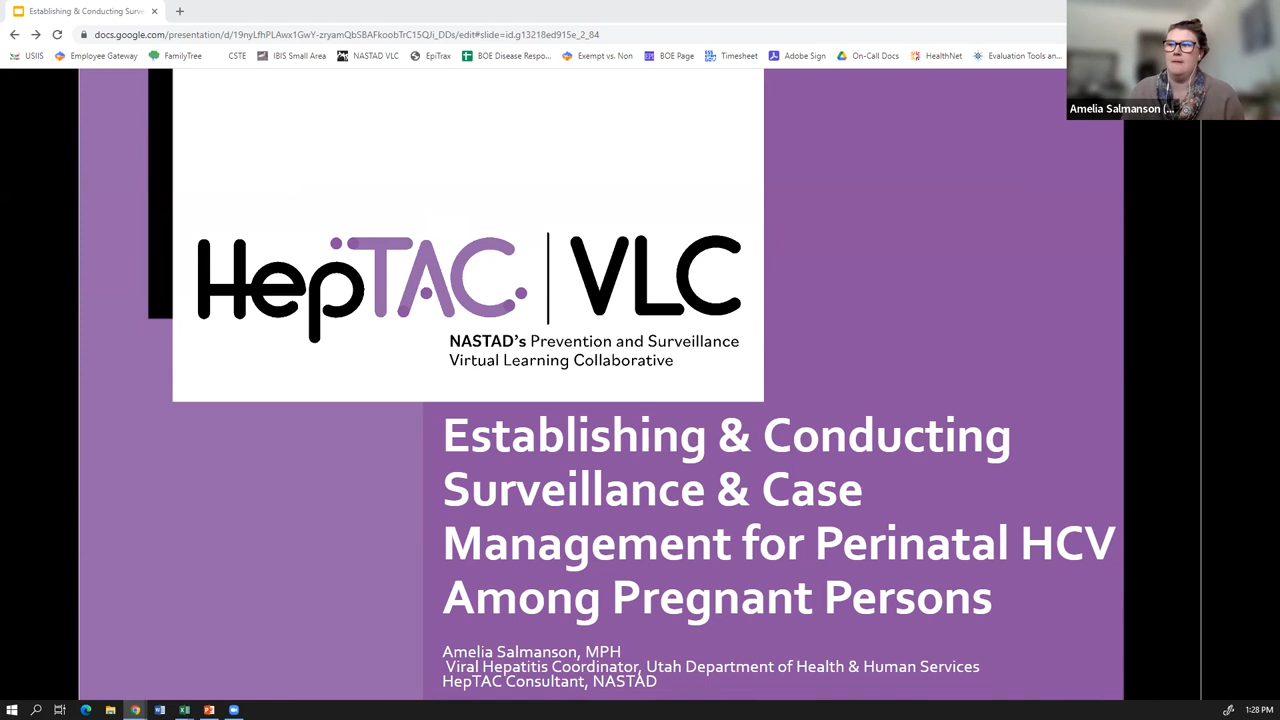 Establishing & Conducting Surve
docs.google.com/presentation/d/19nyLfhPLAwx1GwY-zryamQbSBAFkoobTrC15QJi_DDs/edit#slide=id.g13218ed915e_2_84
USIIS Employee Gateway FamilyTree CSTE IBIS Small Area NASTAD VLC EpiTrax BOE Disease Respo... Exempt vs. Non BOE Page Timesheet Adobe Sign On-Call Docs HealthNet Evaluation Tools an...
Amelia Salmanson (...
HepTAC | VLC
NASTAD's Prevention and Surveillance
Virtual Learning Collaborative
Establishing & Conducting
Surveillance & Case
Management for Perinatal HCV
Among Pregnant Persons
Amelia Salmanson, MPH
Viral Hepatitis Coordinator, Utah Department of Health & Human Services
HepTAC Consultant, NASTAD
1:28 PM